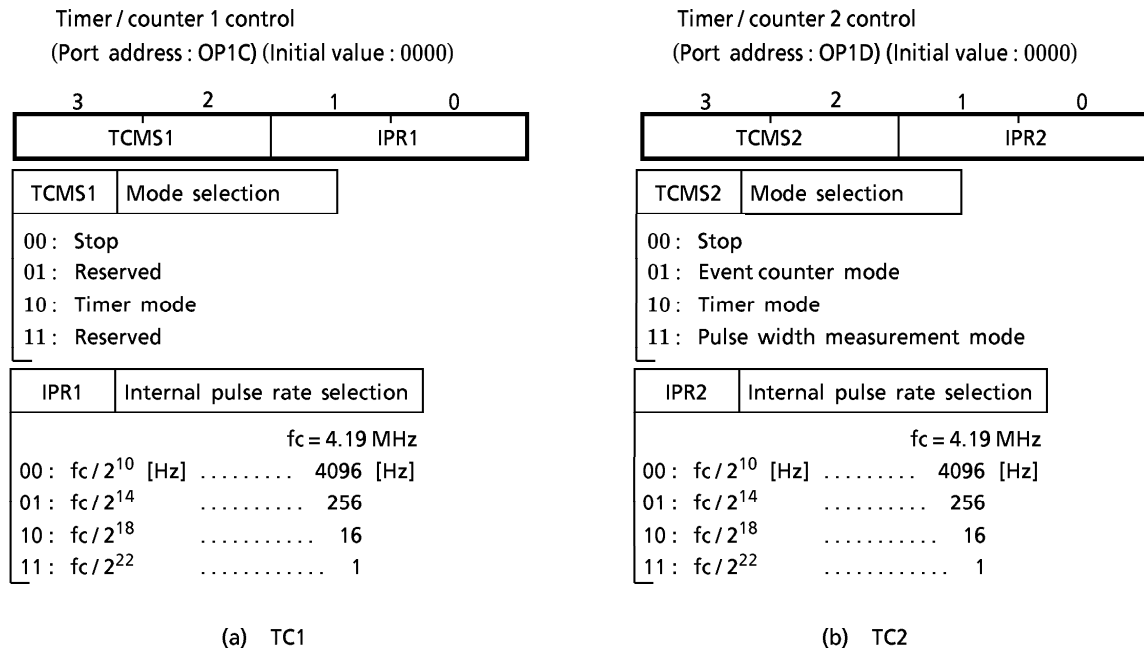 Timer / counter 1 control
(Port address : OP1C) (Initial value : 0000)
3 2 1 0
TCMS1 IPR1
TCMS1 Mode selection
00 : Stop
01 : Reserved
10 : Timer mode
11 : Reserved
IPR1 Internal pulse rate selection
fc = 4.19 MHz
00 : fc / 2^10 [Hz] ......... 4096 [Hz]
01 : fc / 2^14 .......... 256
10 : fc / 2^18 ........... 16
11 : fc / 2^22 ............ 1
(a) TC1
Timer / counter 2 control
(Port address : OP1D) (Initial value : 0000)
3 2 1 0
TCMS2 IPR2
TCMS2 Mode selection
00 : Stop
01 : Event counter mode
10 : Timer mode
11 : Pulse width measurement mode
IPR2 Internal pulse rate selection
fc = 4.19 MHz
00 : fc / 2^10 [Hz] ......... 4096 [Hz]
01 : fc / 2^14 .......... 256
10 : fc / 2^18 ........... 16
11 : fc / 2^22 ............ 1
(b) TC2